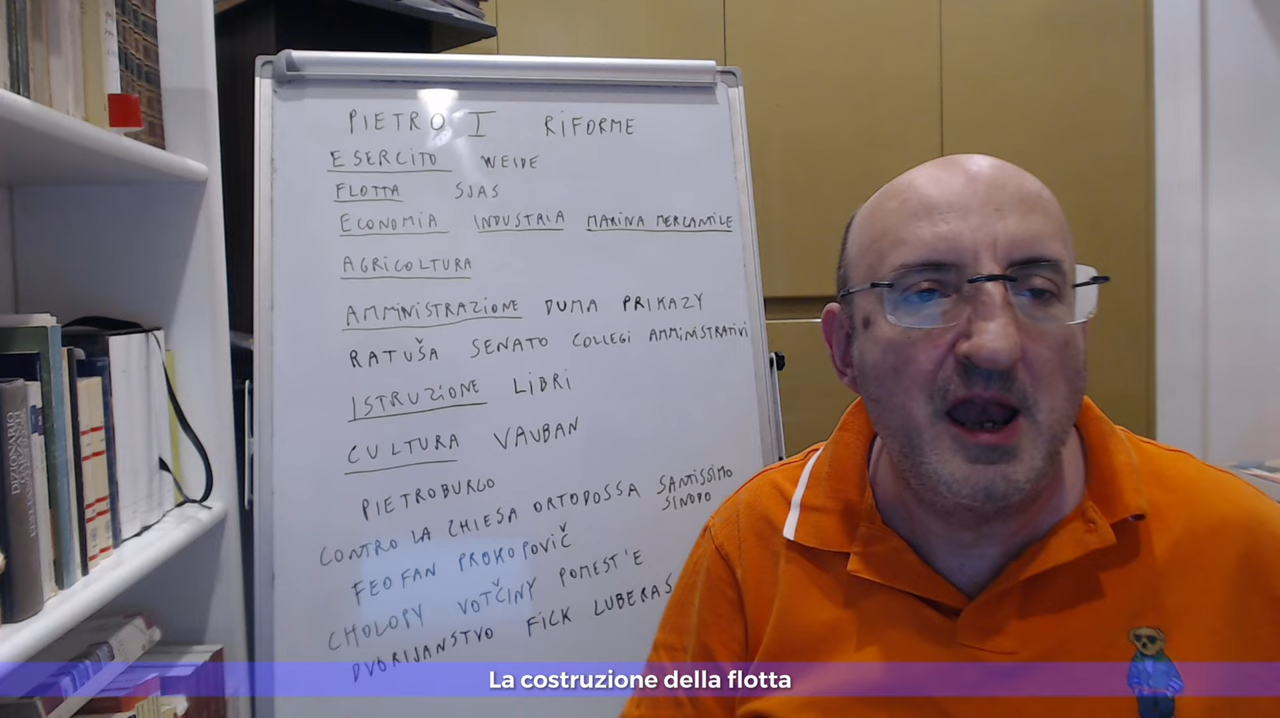 PIETRO I RIFORME
ESERCITO WEIDE
FLOTTA SJAS
ECONOMIA INDUSTRIA MARINA MERCANTILE
AGRICOLTURA
AMMINISTRAZIONE DUMA PRIKAZY
RATUŠA SENATO COLLEGI AMMINISTRATIVI
ISTRUZIONE LIBRI
CULTURA VAUBAN
PIETROBURGO
CONTRO LA CHIESA ORTODOSSA SANTISSIMO
SINODO
FEOFAN PROKOPOVIČ
CHOLOPY VOTČINY POMEST'E
DVORIJANSTVO FICK LUBERAS
La costruzione della flotta
DIZIONARIO